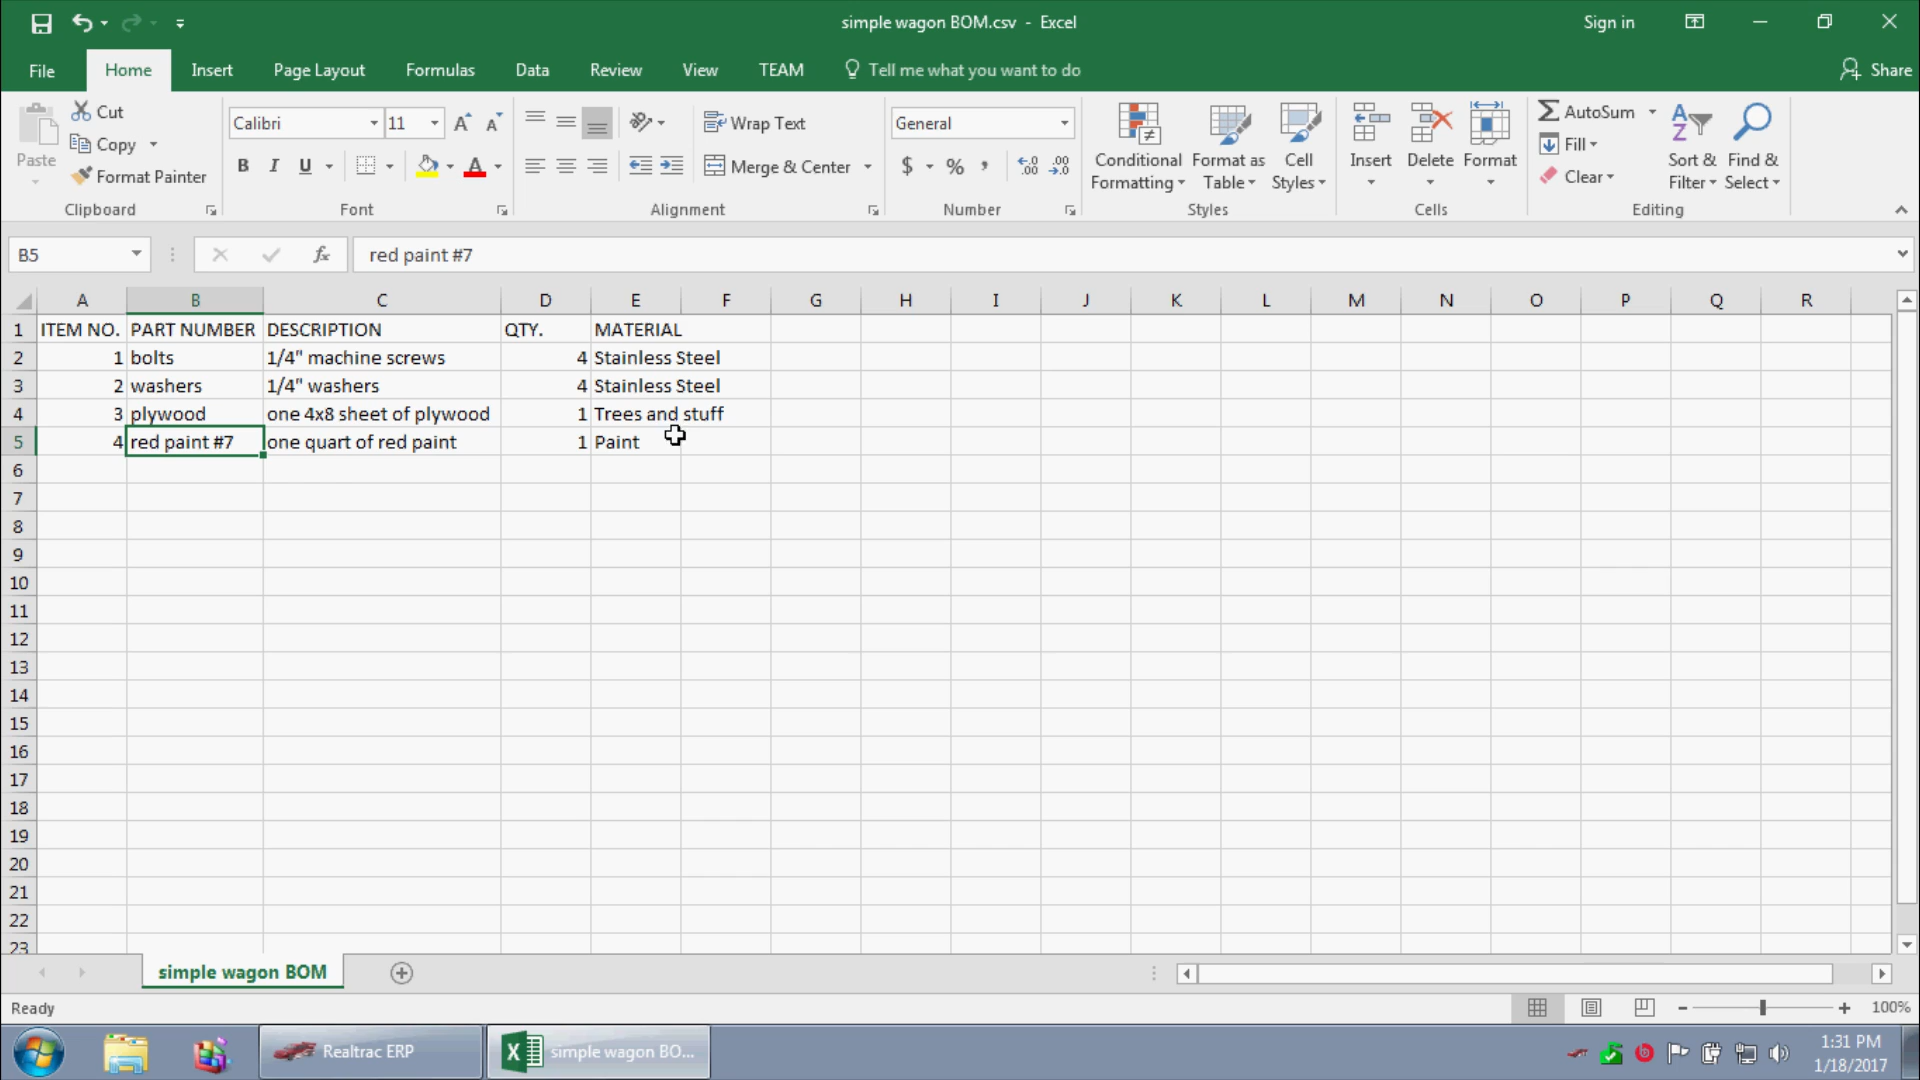 simple wagon BOM.csv - Excel
Sign in
File Home Insert Page Layout Formulas Data Review View TEAM Tell me what you want to do Share
Cut
Copy
Paste
Format Painter
Clipboard
Calibri 11
B I U A
Font
Wrap Text
Merge & Center
Alignment
General
$ % , .00 .00
Number
Conditional Formatting
Format as Table
Cell Styles
Styles
Insert Delete Format
Cells
AutoSum
Fill
Clear
Sort & Filter
Find & Select
Editing
B5 fx red paint #7
A B C D E F G H I J K L M N O P Q R
1 ITEM NO. PART NUMBER DESCRIPTION QTY. MATERIAL
2 1 bolts 1/4" machine screws 4 Stainless Steel
3 2 washers 1/4" washers 4 Stainless Steel
4 3 plywood one 4x8 sheet of plywood 1 Trees and stuff
5 4 red paint #7 one quart of red paint 1 Paint
6
7
8
9
10
11
12
13
14
15
16
17
18
19
20
21
22
23
simple wagon BOM
Ready 100%
Realtrac ERP
simple wagon BO...
1:31 PM
1/18/2017